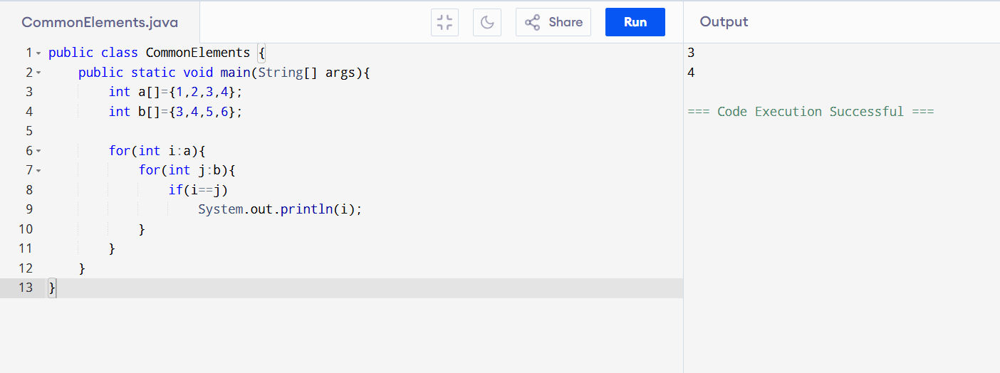 CommonElements.java
Share
Run
Output
1 public class CommonElements {
2     public static void main(String[] args){
3         int a[]={1,2,3,4};
4         int b[]={3,4,5,6};
5
6         for(int i:a){
7             for(int j:b){
8                 if(i==j)
9                     System.out.println(i);
10             }
11         }
12     }
13 }
3
4
=== Code Execution Successful ===